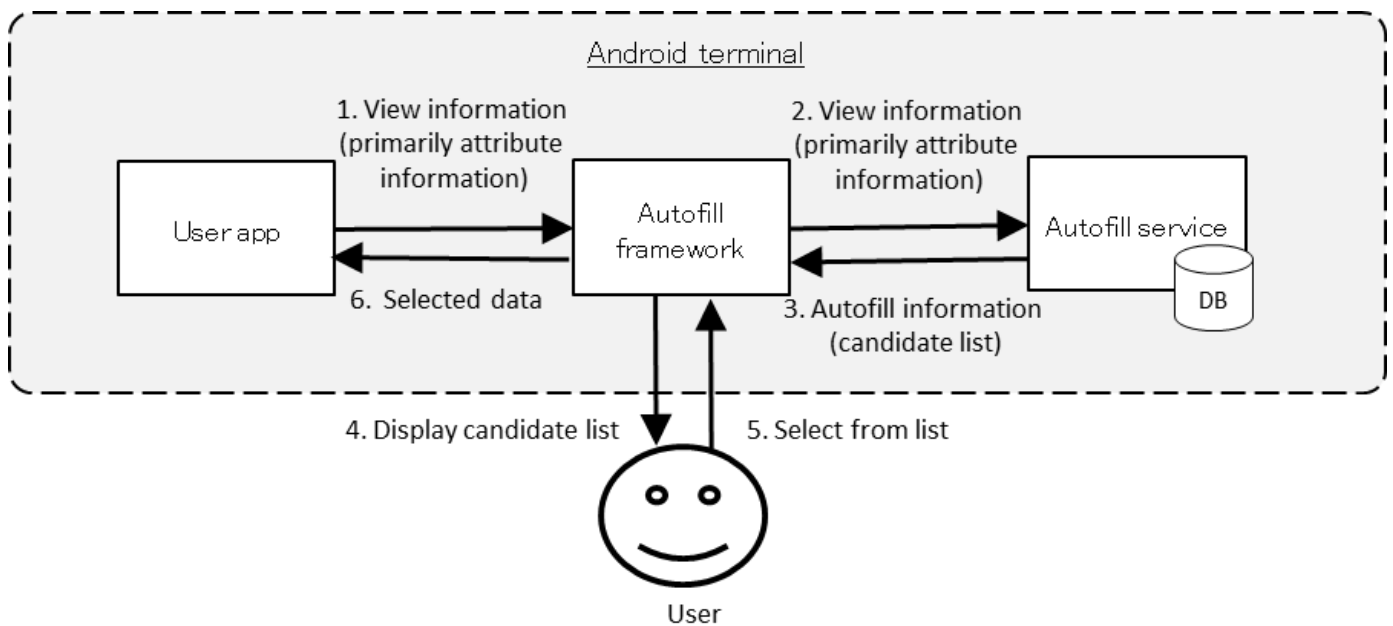 Android terminal
1. View information
(primarily attribute
information)
2. View information
(primarily attribute
information)
User app
Autofill
framework
Autofill service
DB
6. Selected data
3. Autofill information
(candidate list)
4. Display candidate list
5. Select from list
User